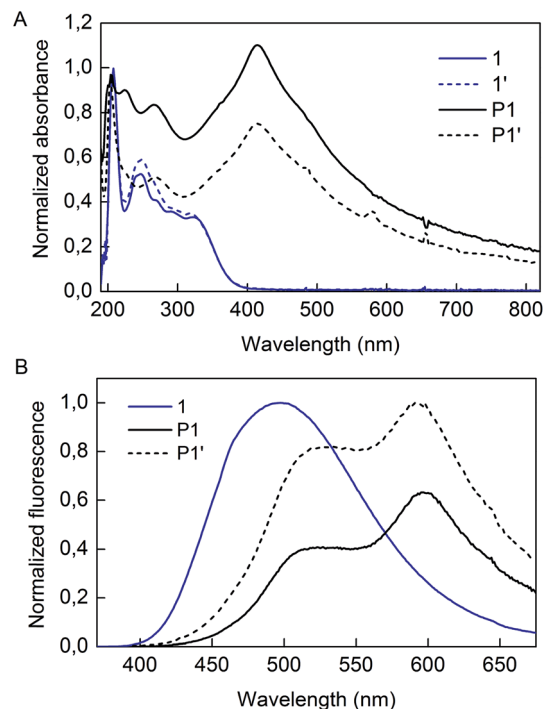 A
1,2
1,0
0,8
0,6
0,4
0,2
0,0
Normalized absorbance
1
1'
P1
P1'
200 300 400 500 600 700 800
Wavelength (nm)
B
1,0
0,8
0,6
0,4
0,2
0,0
Normalized fluorescence
1
P1
P1'
400 450 500 550 600 650
Wavelength (nm)